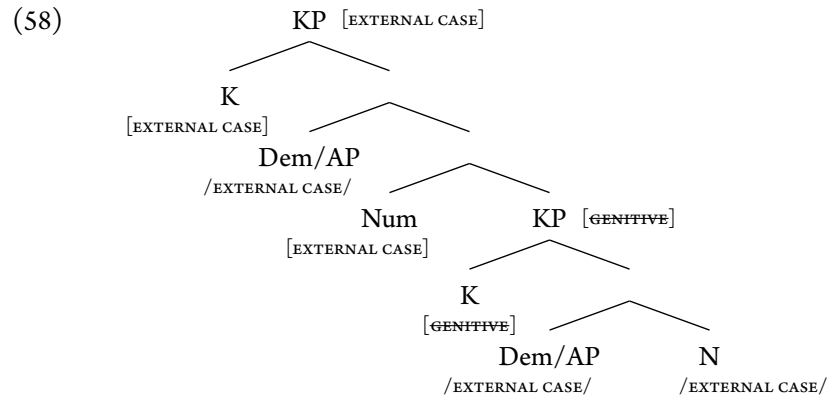 (58) KP [EXTERNAL CASE]
K
[EXTERNAL CASE]
Dem/AP
/EXTERNAL CASE/
Num KP [GENITIVE]
[EXTERNAL CASE]
K
[GENITIVE]
Dem/AP N
/EXTERNAL CASE/ /EXTERNAL CASE/